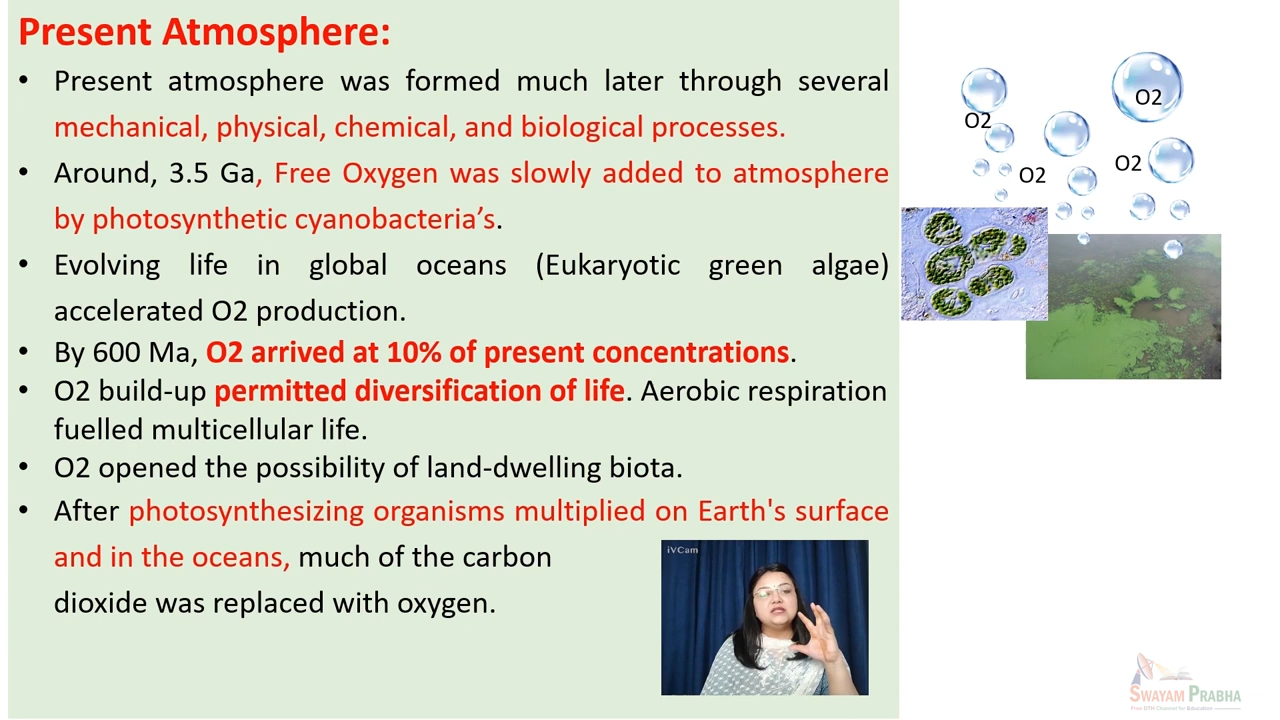 Present Atmosphere:
• Present atmosphere was formed much later through several
mechanical, physical, chemical, and biological processes.
• Around, 3.5 Ga, Free Oxygen was slowly added to atmosphere
by photosynthetic cyanobacteria’s.
• Evolving life in global oceans (Eukaryotic green algae)
accelerated O2 production.
• By 600 Ma, O2 arrived at 10% of present concentrations.
• O2 build-up permitted diversification of life. Aerobic respiration
fuelled multicellular life.
• O2 opened the possibility of land-dwelling biota.
• After photosynthesizing organisms multiplied on Earth's surface
and in the oceans, much of the carbon
dioxide was replaced with oxygen.
O2
O2
O2
O2
iVCam
SWAYAM PRABHA
Free DTH Channel for Education